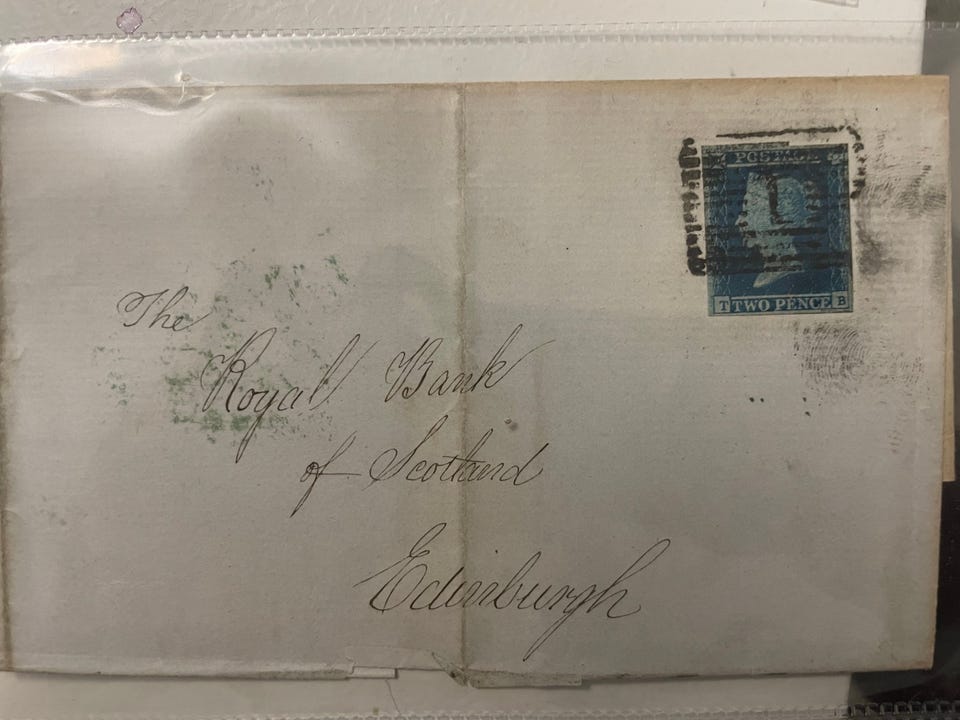 POSTAGE
T TWO PENCE B
The
Royal Bank
of Scotland
Edinburgh